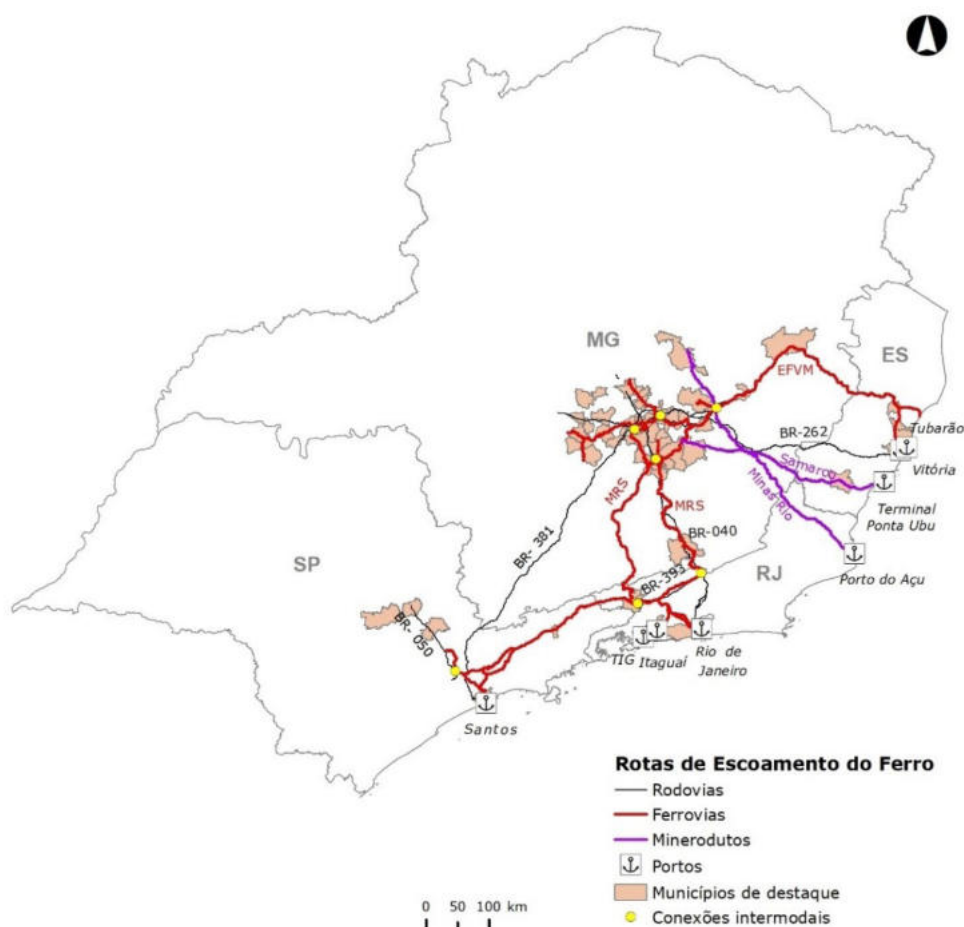 MG
ES
EFVM
BR-262
Tubarão
Vitória
Samarco
Minas Rio
Terminal
Ponta Ubu
MRS
MRS
BR-040
BR- 381
BR-393
RJ
Porto do Açu
SP
BR- 050
TIG
Itaguaí
Rio de
Janeiro
Santos
Rotas de Escoamento do Ferro
Rodovias
Ferrovias
Minerodutos
Portos
Municípios de destaque
Conexões intermodais
0 50 100 km